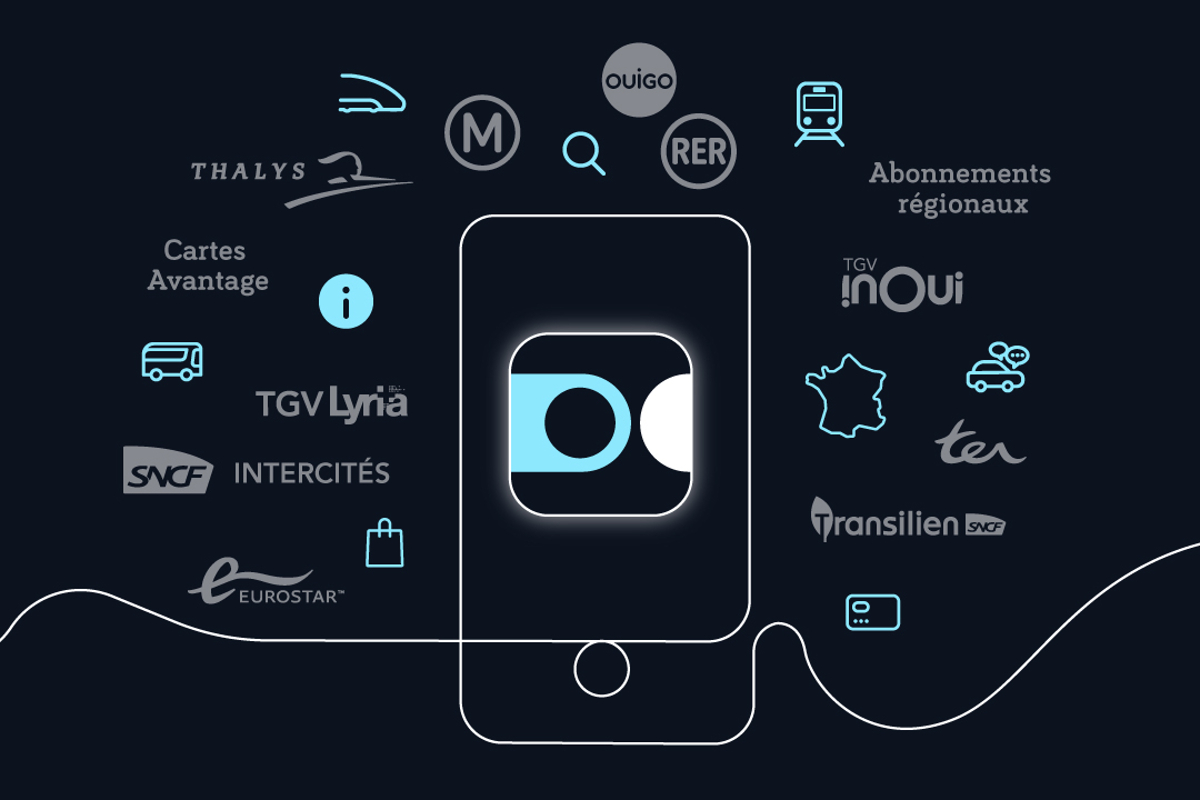 OUIGO
M
RER
THALYS
Abonnements
régionaux
Cartes
Avantage
TGV
inOui
i
TGV Lyria
ter
SNCF INTERCITÉS
Transilien SNCF
EUROSTAR™